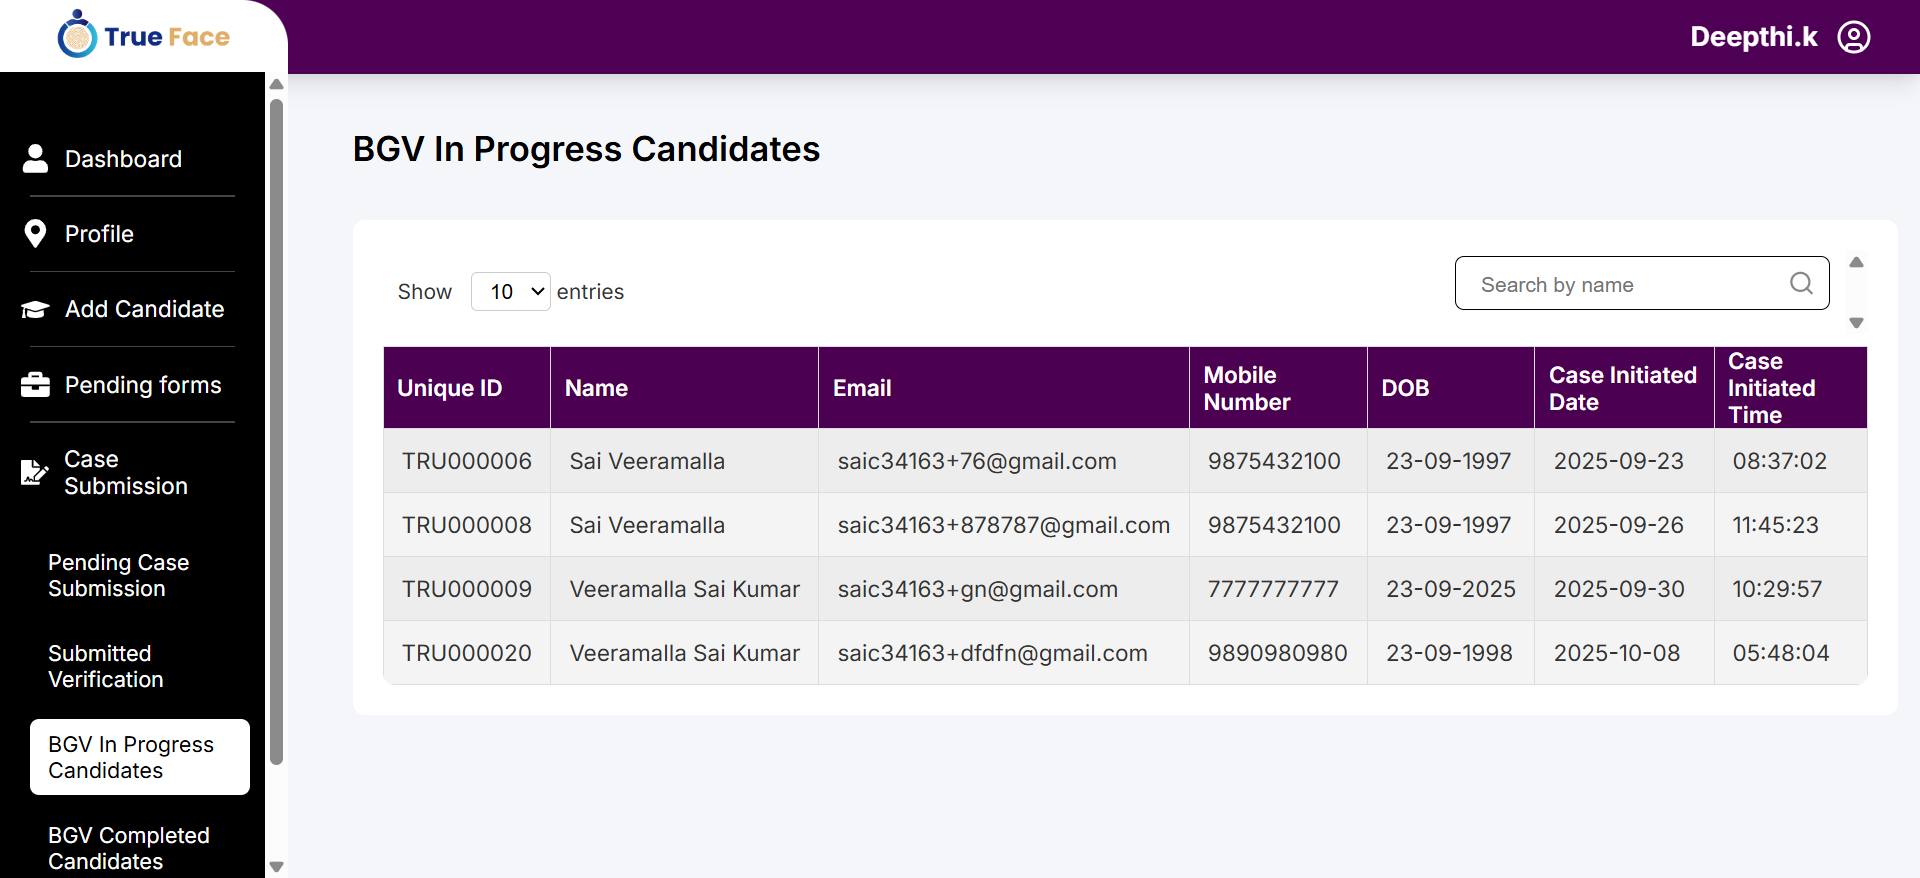 True Face
Deepthi.k
Dashboard
Profile
Add Candidate
Pending forms
Case
Submission
Pending Case
Submission
Submitted
Verification
BGV In Progress
Candidates
BGV Completed
Candidates
BGV In Progress Candidates
Show 10 entries
Search by name
Unique ID Name Email Mobile Number DOB Case Initiated Date Case Initiated Time
TRU000006 Sai Veeramalla saic34163+76@gmail.com 9875432100 23-09-1997 2025-09-23 08:37:02
TRU000008 Sai Veeramalla saic34163+878787@gmail.com 9875432100 23-09-1997 2025-09-26 11:45:23
TRU000009 Veeramalla Sai Kumar saic34163+gn@gmail.com 7777777777 23-09-2025 2025-09-30 10:29:57
TRU000020 Veeramalla Sai Kumar saic34163+dfdfn@gmail.com 9890980980 23-09-1998 2025-10-08 05:48:04